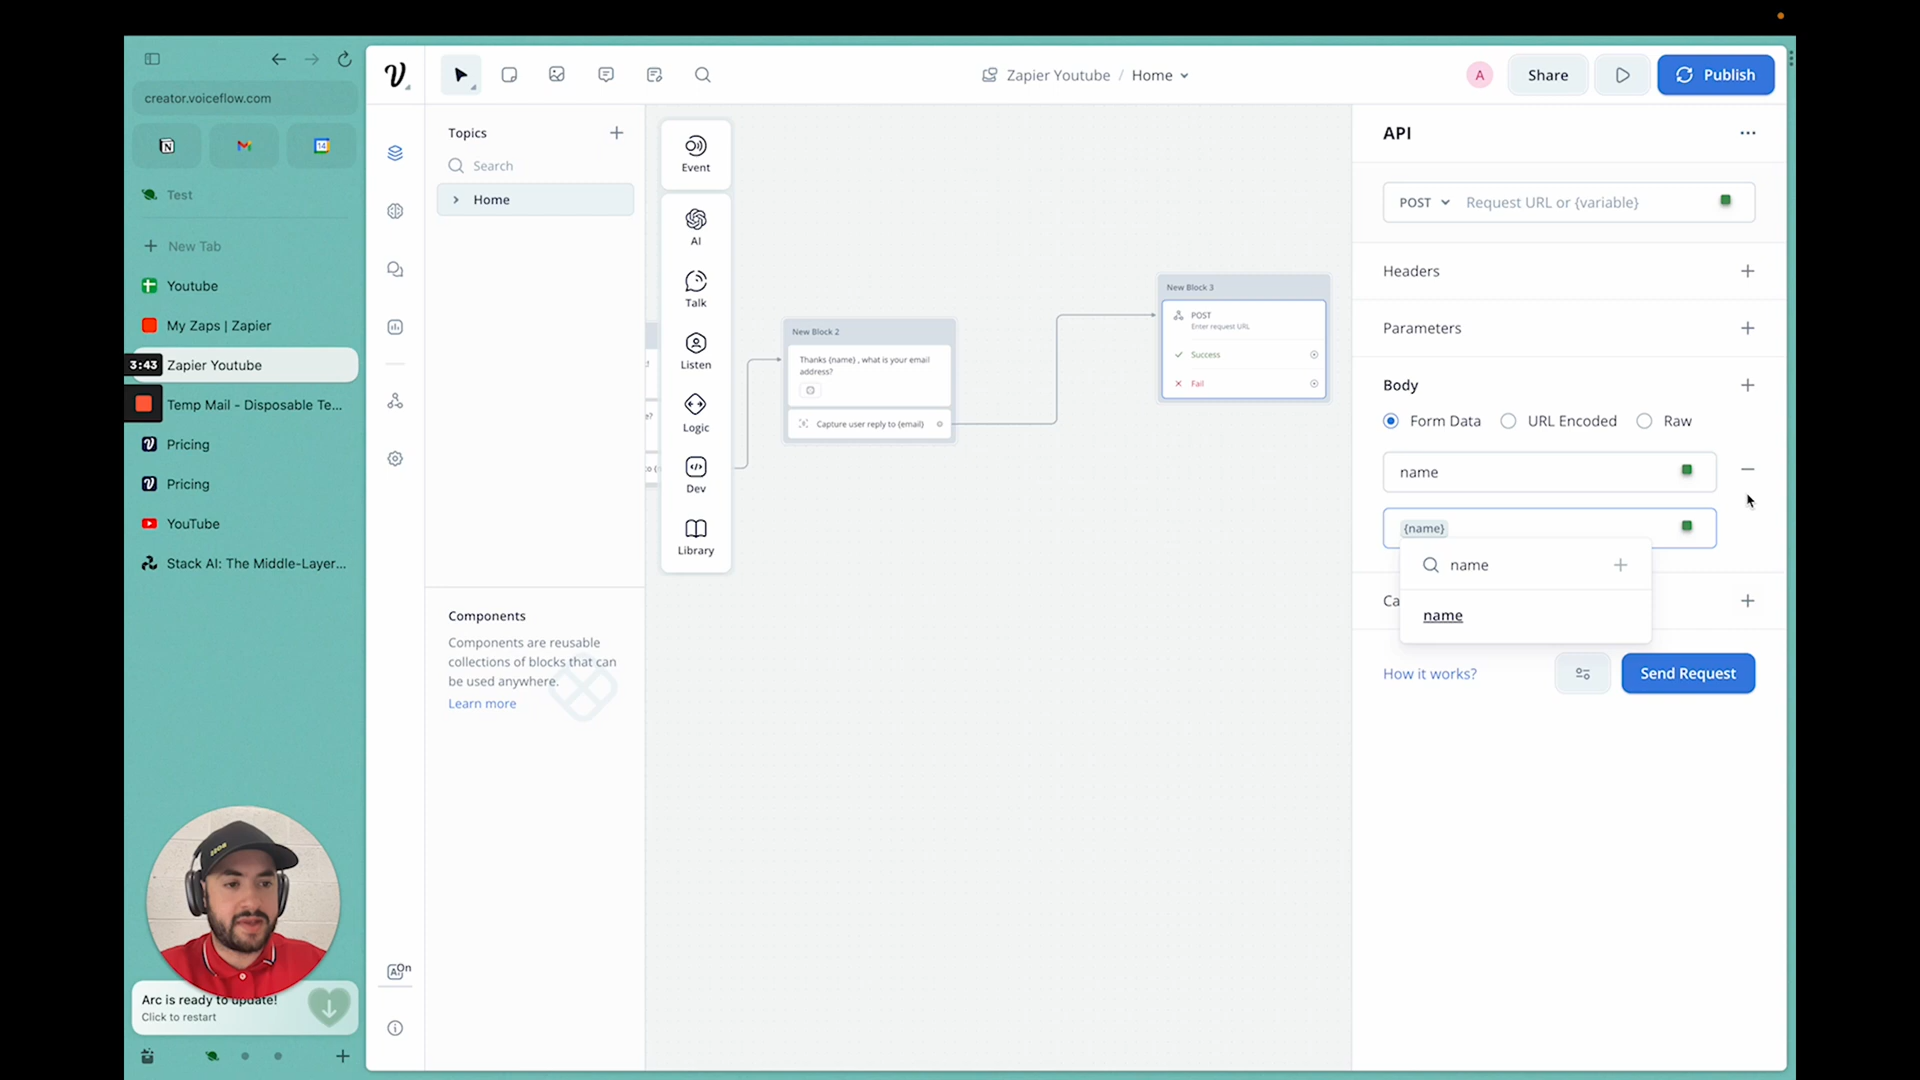 creator.voiceflow.com
14
Test
New Tab
Youtube
My Zaps | Zapier
3:43
Zapier Youtube
Temp Mail - Disposable Te...
Pricing
Pricing
YouTube
Stack AI: The Middle-Layer...
Arc is ready to update!
Click to restart
Zapier Youtube / Home
A
Share
Publish
Topics
Search
Home
Components
Components are reusable
collections of blocks that can
be used anywhere.
Learn more
On
Event
AI
Talk
Listen
Logic
Dev
Library
New Block 2
Thanks {name} , what is your email
address?
Capture user reply to {email}
New Block 3
POST
Enter request URL
Success
Fail
API
POST
Request URL or {variable}
Headers
Parameters
Body
Form Data
URL Encoded
Raw
name
{name}
name
name
Ca
How it works?
Send Request